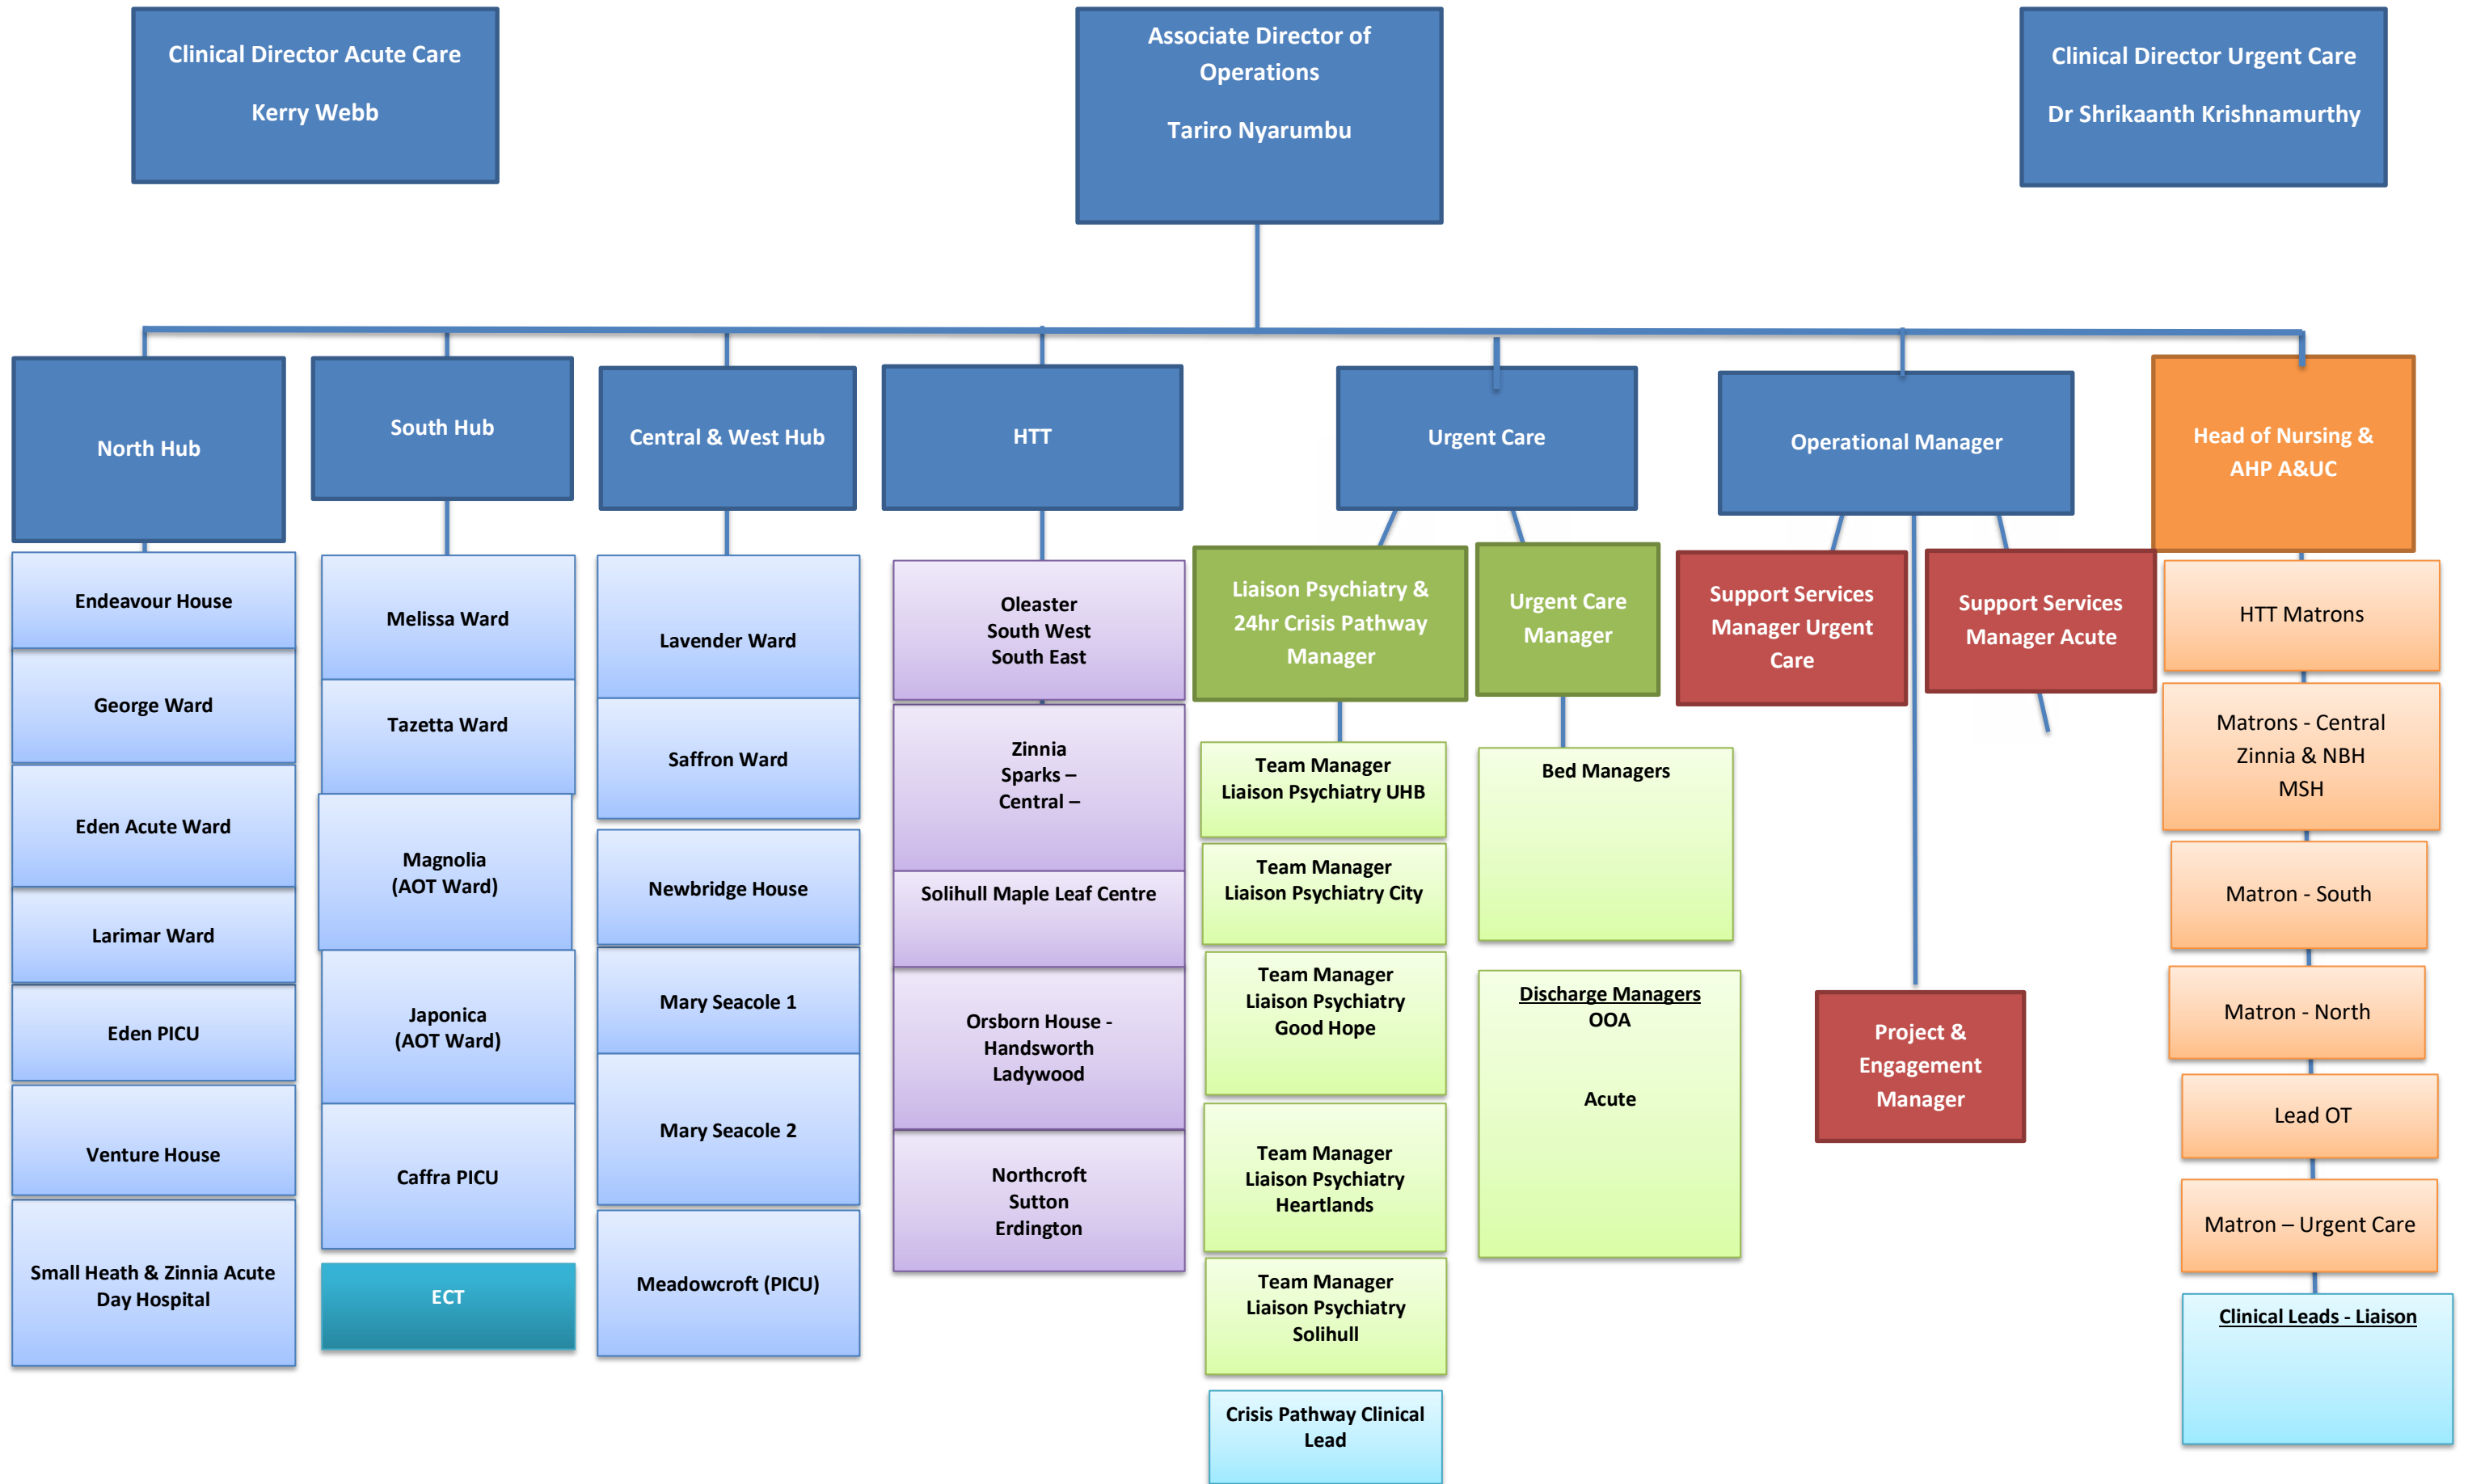 Clinical Director Acute Care
Kerry Webb
Associate Director of
Operations
Tariro Nyarumbu
Clinical Director Urgent Care
Dr Shrikaanth Krishnamurthy
North Hub
South Hub
Central & West Hub
HTT
Urgent Care
Operational Manager
Head of Nursing &
AHP A&UC
Endeavour House
George Ward
Eden Acute Ward
Larimar Ward
Eden PICU
Venture House
Small Heath & Zinnia Acute
Day Hospital
Melissa Ward
Tazetta Ward
Magnolia
(AOT Ward)
Japonica
(AOT Ward)
Caffra PICU
ECT
Lavender Ward
Saffron Ward
Newbridge House
Mary Seacole 1
Mary Seacole 2
Meadowcroft (PICU)
Oleaster
South West
South East
Zinnia
Sparks –
Central –
Solihull Maple Leaf Centre
Orsborn House -
Handsworth
Ladywood
Northcroft
Sutton
Erdington
Liaison Psychiatry &
24hr Crisis Pathway
Manager
Team Manager
Liaison Psychiatry UHB
Team Manager
Liaison Psychiatry City
Team Manager
Liaison Psychiatry
Good Hope
Team Manager
Liaison Psychiatry
Heartlands
Team Manager
Liaison Psychiatry
Solihull
Crisis Pathway Clinical
Lead
Urgent Care
Manager
Bed Managers
Discharge Managers
OOA
Acute
Support Services
Manager Urgent
Care
Support Services
Manager Acute
Project &
Engagement
Manager
HTT Matrons
Matrons - Central
Zinnia & NBH
MSH
Matron - South
Matron - North
Lead OT
Matron – Urgent Care
Clinical Leads - Liaison